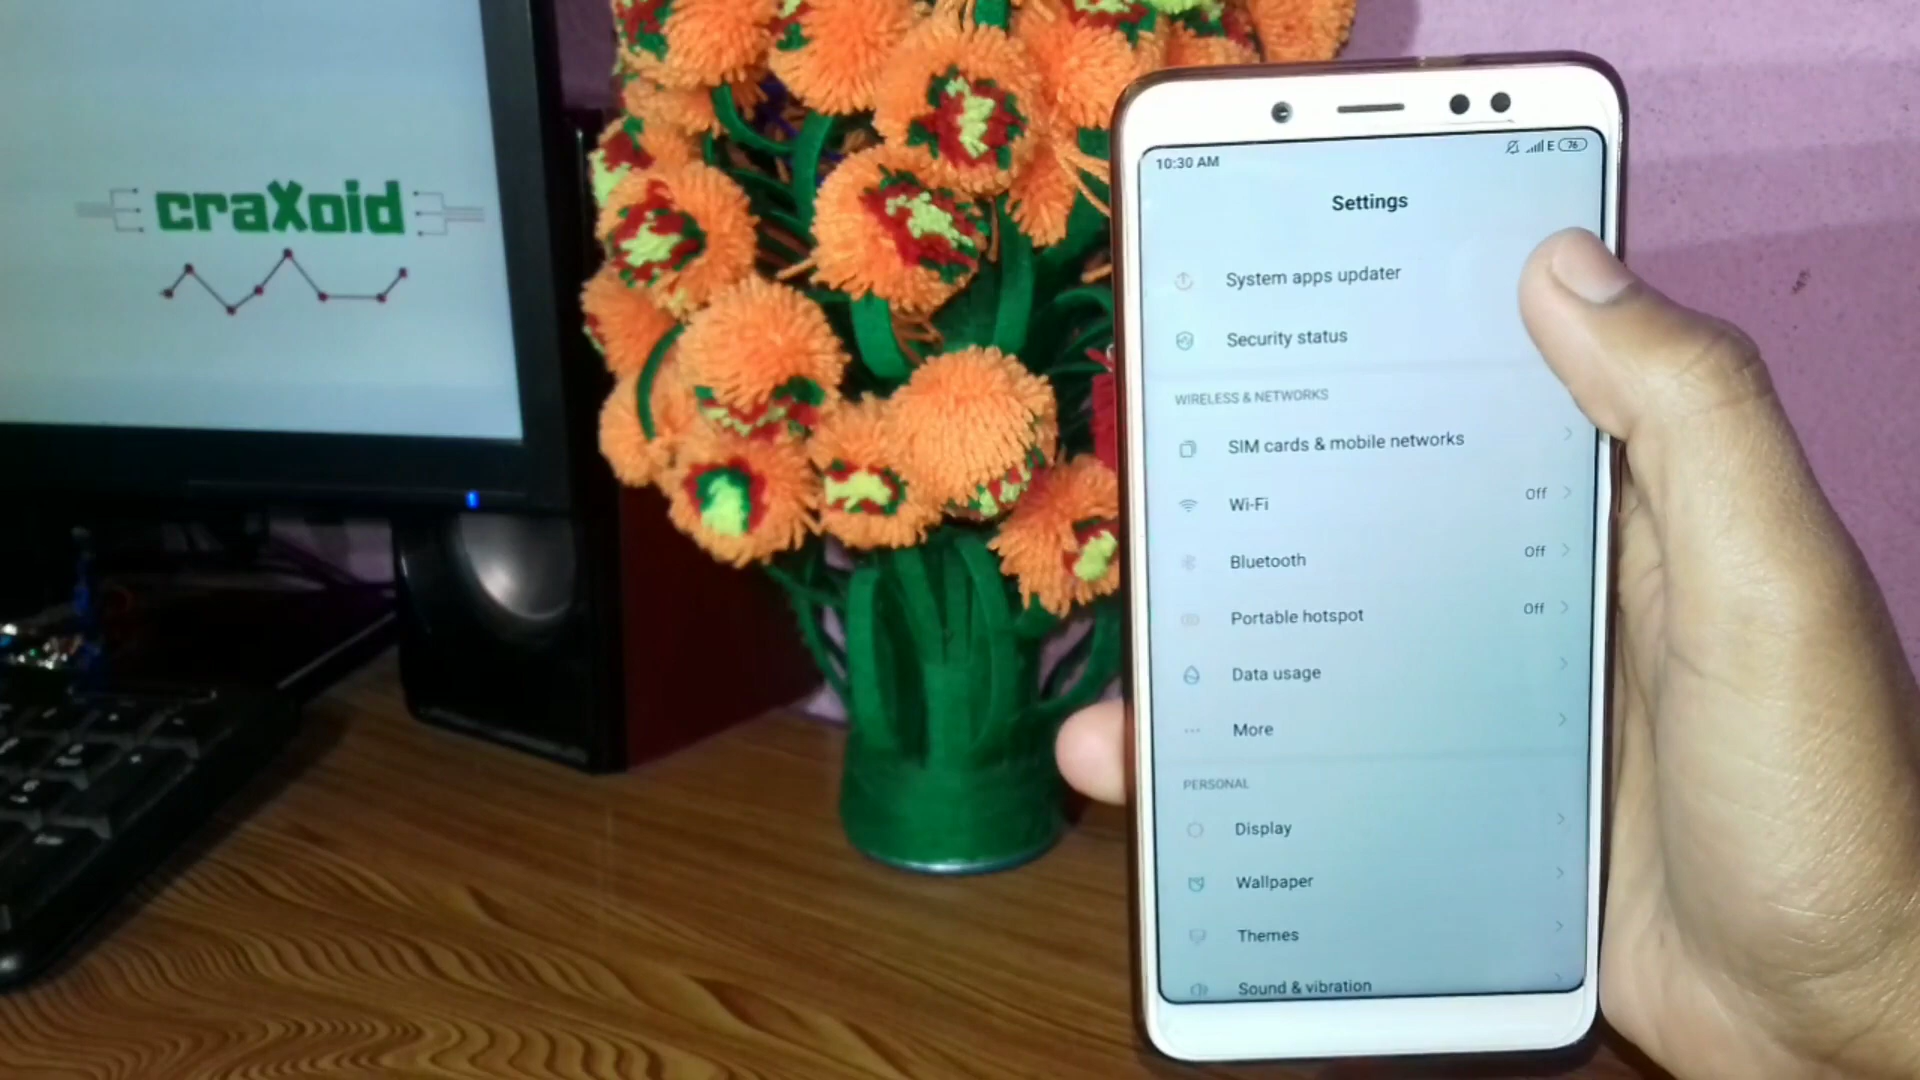 craXoid
10:30 AM
E 76
Settings
System apps updater
Security status
WIRELESS & NETWORKS
SIM cards & mobile networks
Wi-Fi Off
Bluetooth Off
Portable hotspot Off
Data usage
More
PERSONAL
Display
Wallpaper
Themes
Sound & vibration